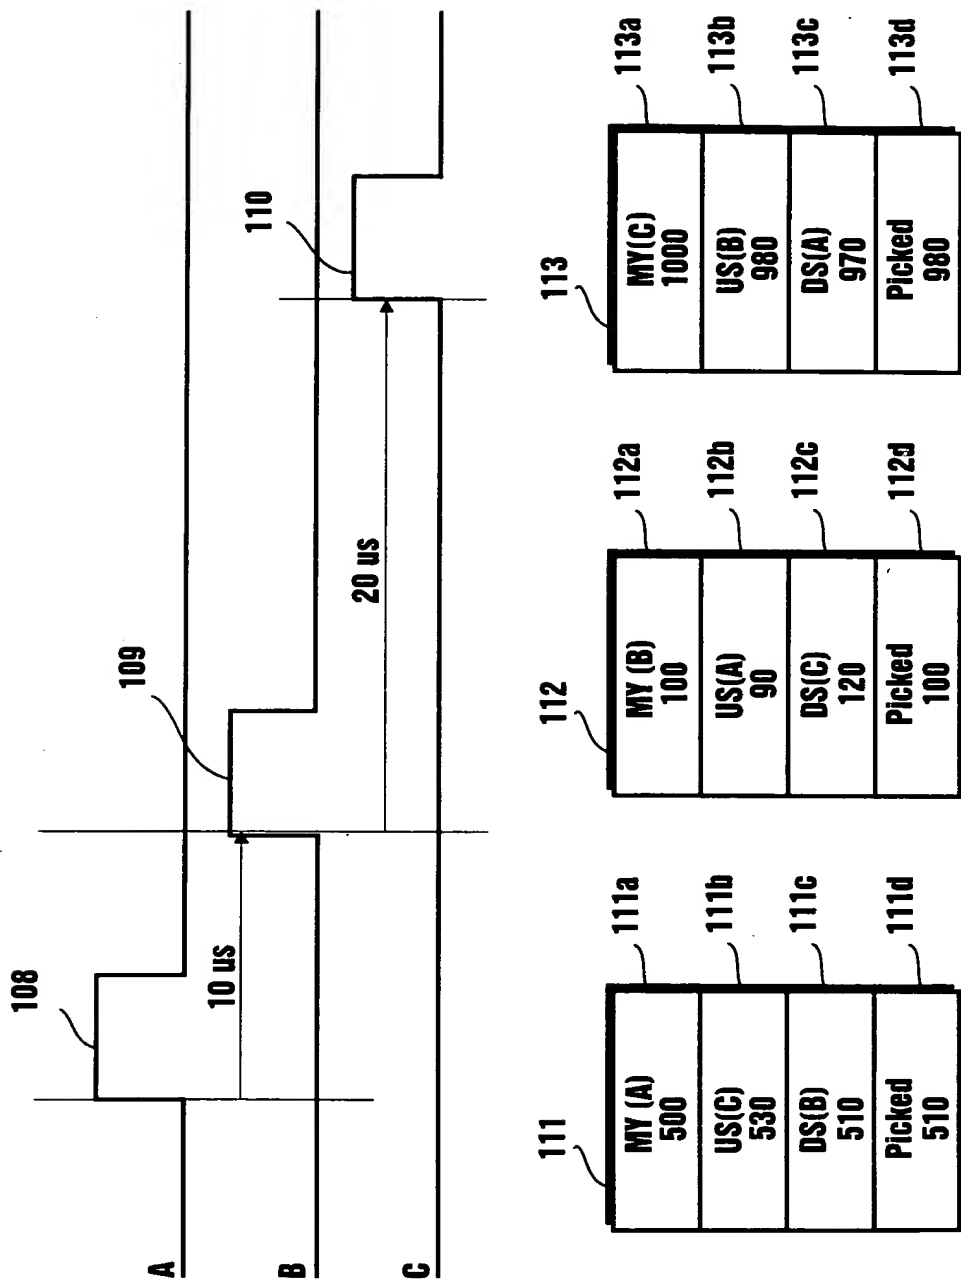 A
108
10 us
B
109
20 us
C
110
111
MY (A)
500
111a
US(C)
530
111b
DS(B)
510
111c
Picked
510
111d
112
MY (B)
100
112a
US(A)
90
112b
DS(C)
120
112c
Picked
100
112d
113
MY(C)
1000
113a
US(B)
980
113b
DS(A)
970
113c
Picked
980
113d